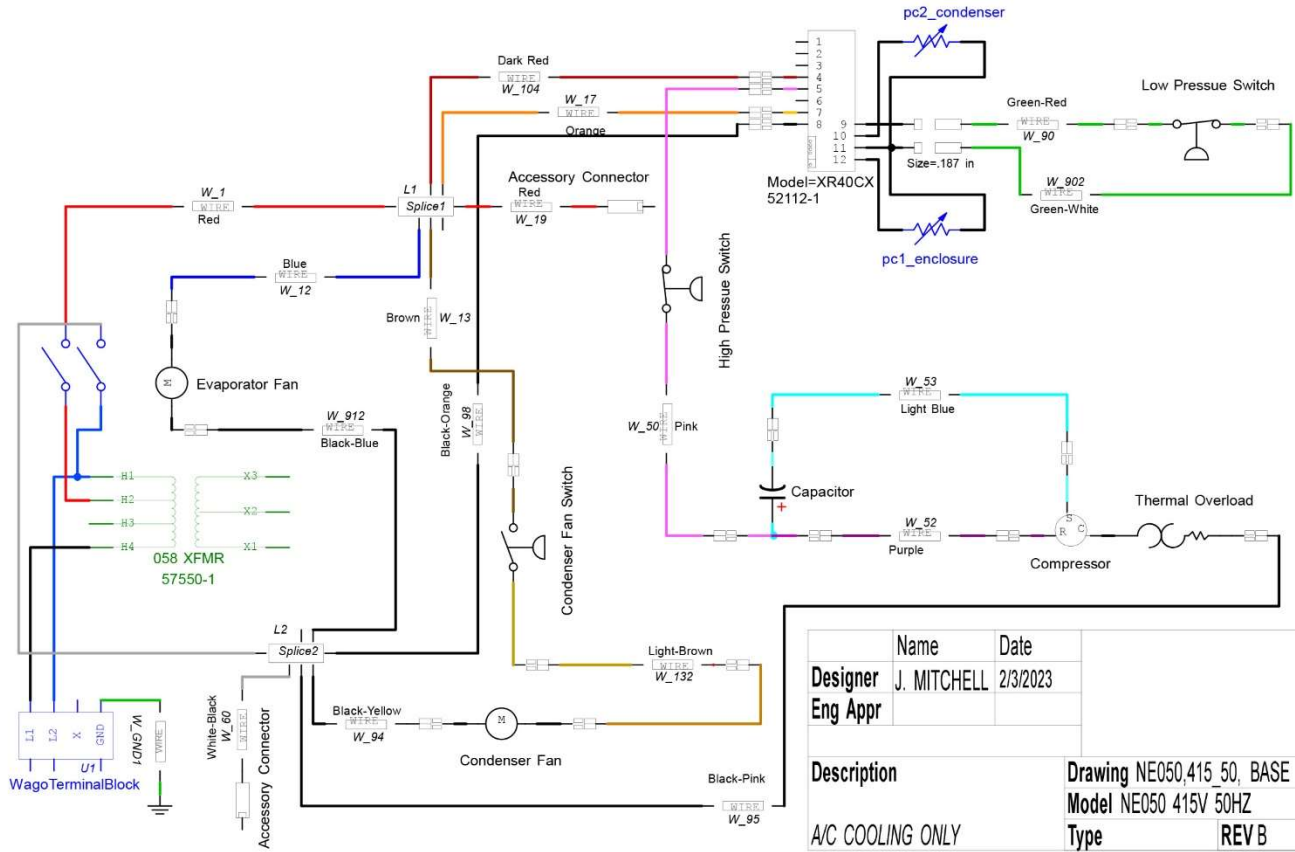 pc2_condenser
1
2
3
4
5
6
7
8
9
10
11
12
Dark Red
WIRE
W_104
W_17
WIRE
Orange
Low Pressue Switch
Green-Red
WIRE
W_90
Size=.187 in
Model=XR40CX
52112-1
W_902
WIRE
Green-White
pc1_enclosure
W_1
WIRE
Red
L1
Splice1
Accessory Connector
Red
WIRE
W_19
Blue
WIRE
W_12
Brown
WIRE
W_13
High Pressue Switch
M
Evaporator Fan
W_912
WIRE
Black-Blue
Black-Orange
W_98
WIRE
W_50
WIRE
Pink
W_53
WIRE
Light Blue
H1
H2
H3
H4
X3
X2
X1
058 XFMR
57550-1
Condenser Fan Switch
Capacitor
+
W_52
WIRE
Purple
S
R
C
Compressor
Thermal Overload
L2
Splice2
Light-Brown
WIRE
W_132
White-Black
W_60
WIRE
Accessory Connector
Black-Yellow
WIRE
W_94
M
Condenser Fan
Black-Pink
WIRE
W_95
L1
L2
X
GND
U1
WagoTerminalBlock
W_GND1
WIRE
Name Date
Designer J. MITCHELL 2/3/2023
Eng Appr
Description
A/C COOLING ONLY
Drawing NE050,415_50, BASE
Model NE050 415V 50HZ
Type REV B